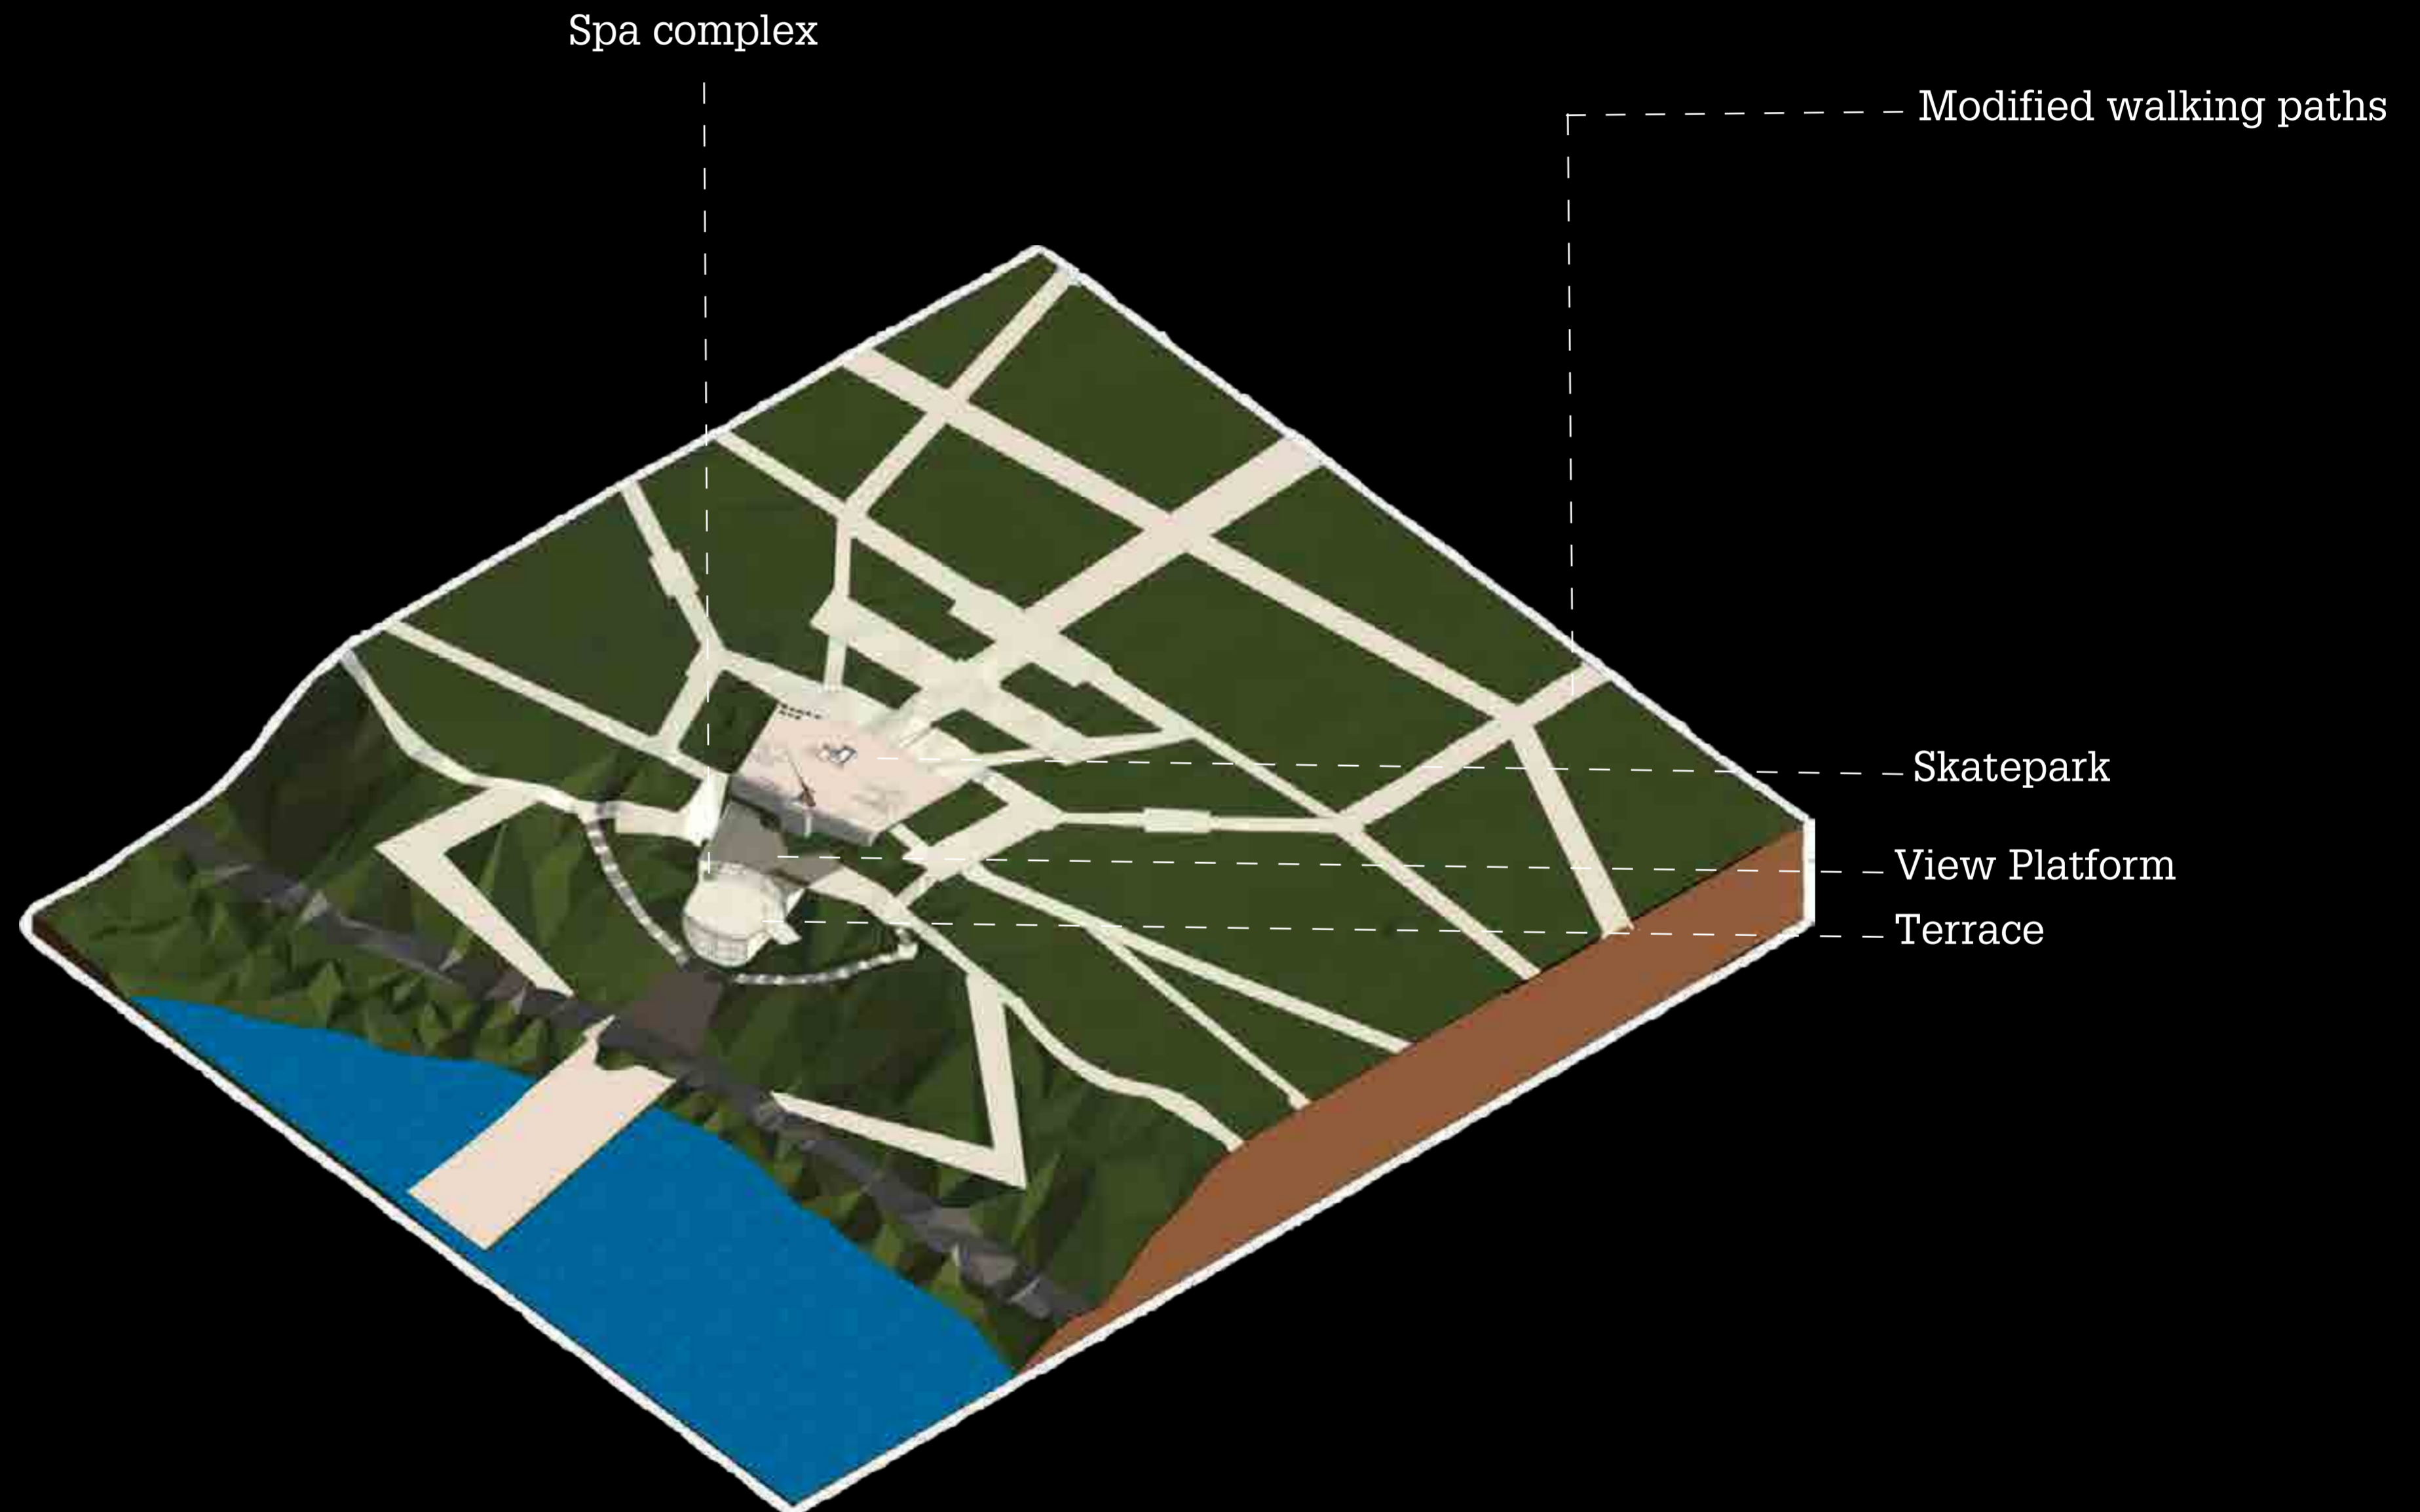 Spa complex
Modified walking paths
Skatepark
View Platform
Terrace